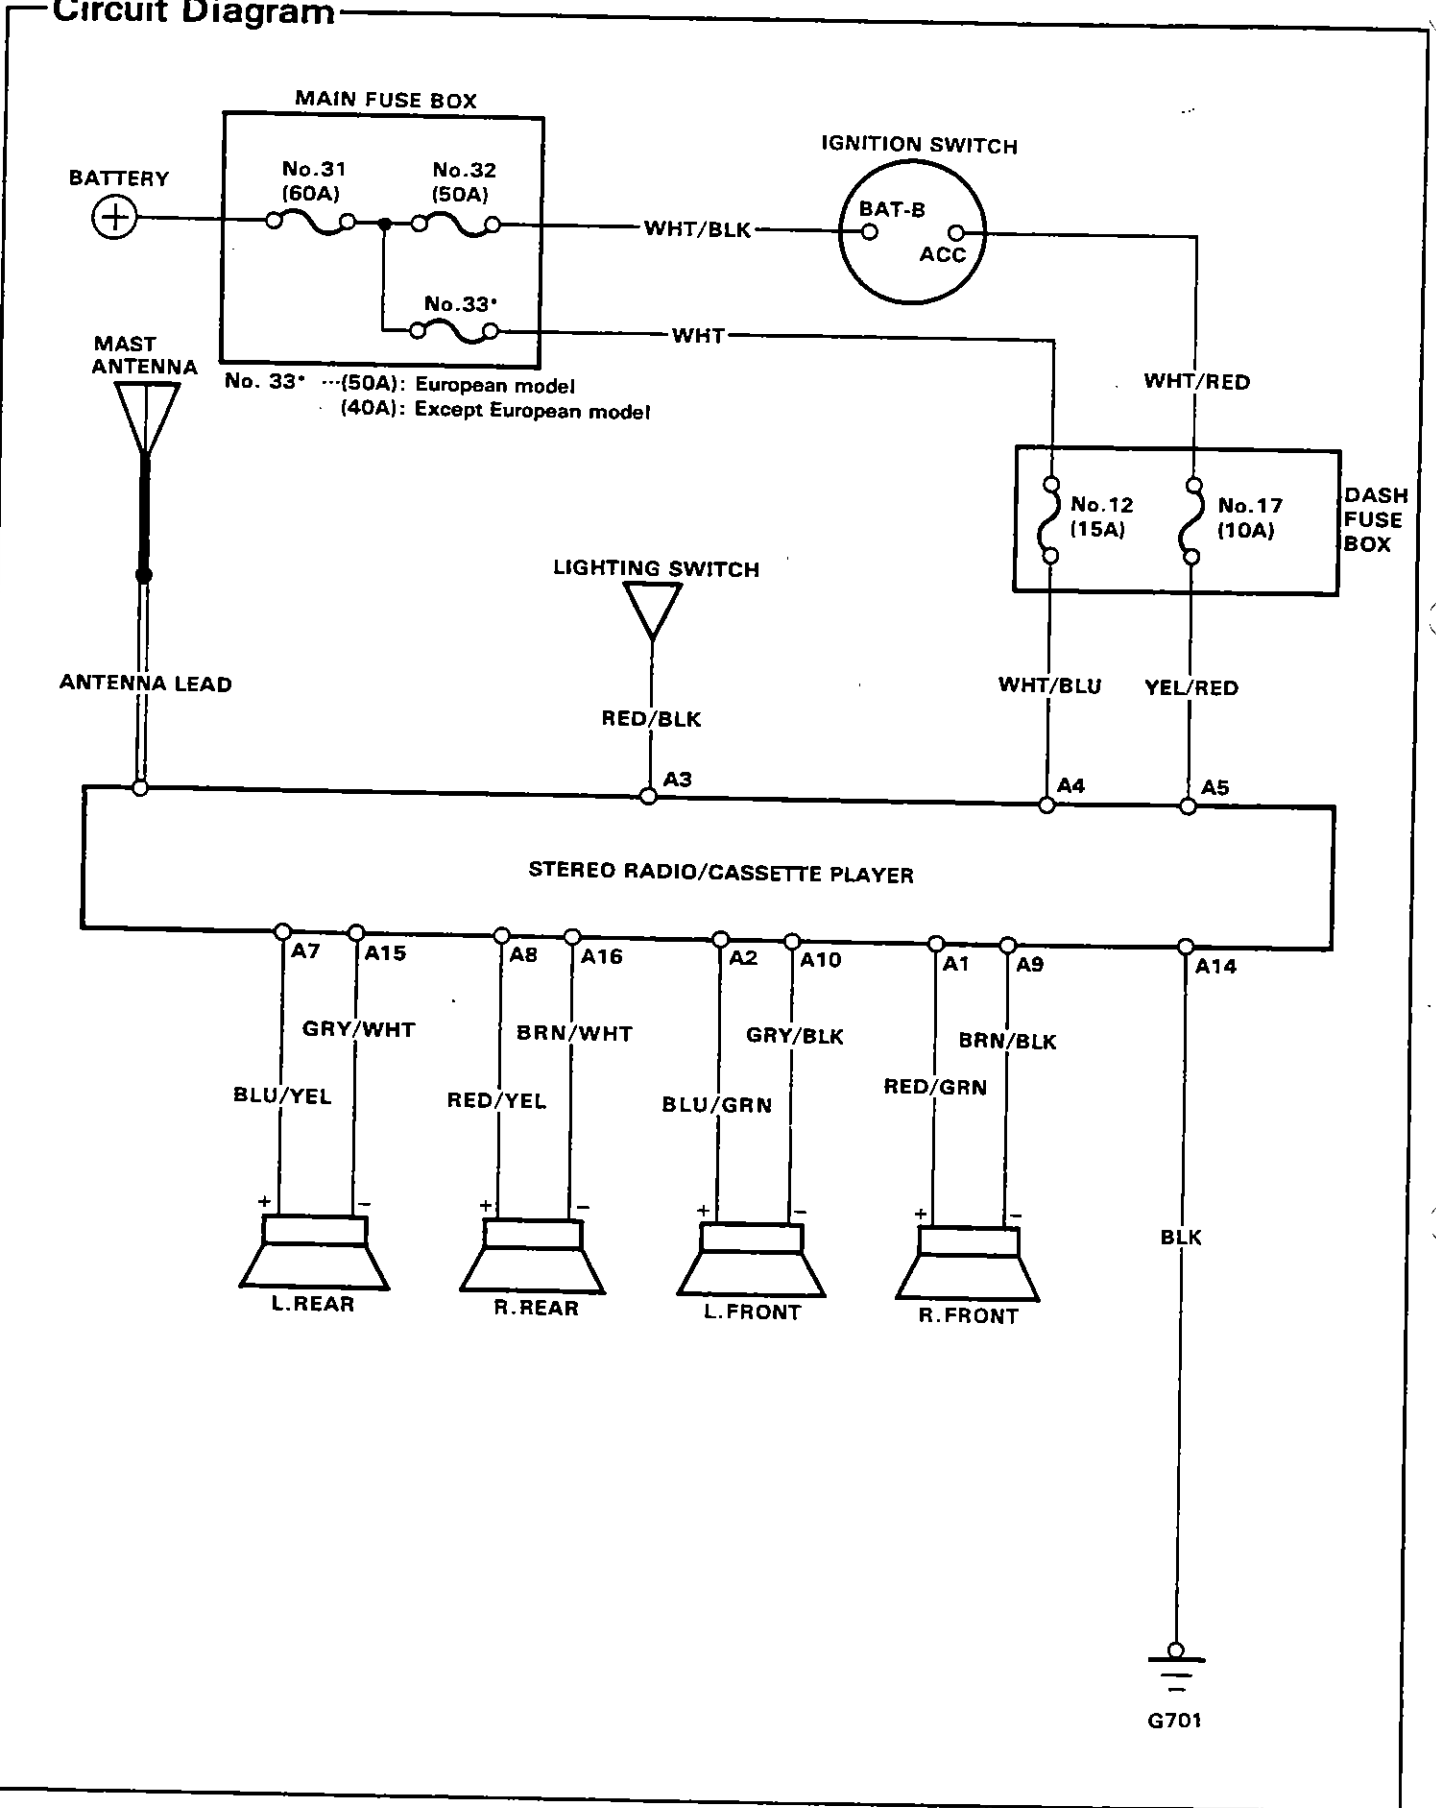 Circuit Diagram
MAIN FUSE BOX
IGNITION SWITCH
BATTERY
No.31
(60A)
No.32
(50A)
BAT-B
ACC
WHT/BLK
No.33*
WHT
MAST
ANTENNA
No. 33* ···(50A): European model
(40A): Except European model
WHT/RED
No.12
(15A)
No.17
(10A)
DASH
FUSE
BOX
LIGHTING SWITCH
ANTENNA LEAD
RED/BLK
WHT/BLU
YEL/RED
A3
A4
A5
STEREO RADIO/CASSETTE PLAYER
A7
A15
A8
A16
A2
A10
A1
A9
A14
GRY/WHT
BRN/WHT
GRY/BLK
BRN/BLK
BLU/YEL
RED/YEL
BLU/GRN
RED/GRN
+
−
+
−
+
−
+
−
BLK
L.REAR
R.REAR
L.FRONT
R.FRONT
G701